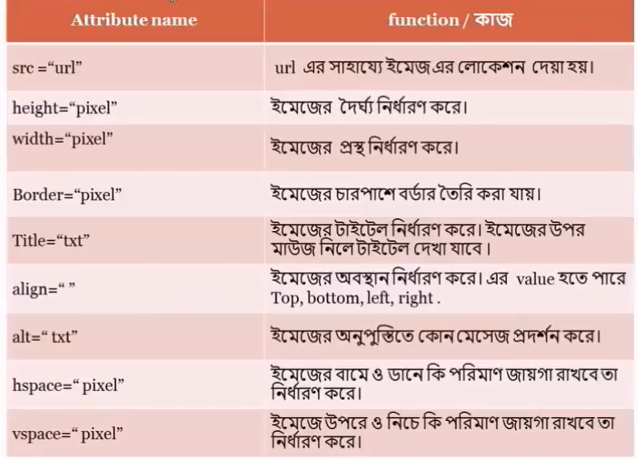 Attribute name function / কাজ
src =“url” url এর সাহায্যে ইমেজ এর লোকেশন দেয়া হয়।
height=“pixel” ইমেজের দৈর্ঘ্য নির্ধারণ করে।
width=“pixel” ইমেজের প্রস্থ নির্ধারণ করে।
Border=“pixel” ইমেজের চারপাশে বর্ডার তৈরি করা যায়।
Title=“txt” ইমেজের টাইটেল নির্ধারণ করে। ইমেজের উপর
মাউজ নিলে টাইটেল দেখা যাবে।
align=“ ” ইমেজের অবস্থান নির্ধারণ করে। এর value হতে পারে
Top, bottom, left, right .
alt=“ txt” ইমেজের অনুপুস্তিতে কোন মেসেজ প্রদর্শন করে।
hspace=“ pixel” ইমেজের বামে ও ডানে কি পরিমাণ জায়গা রাখবে তা
নির্ধারণ করে।
vspace=“ pixel” ইমেজে উপরে ও নিচে কি পরিমাণ জায়গা রাখবে তা
নির্ধারণ করে।